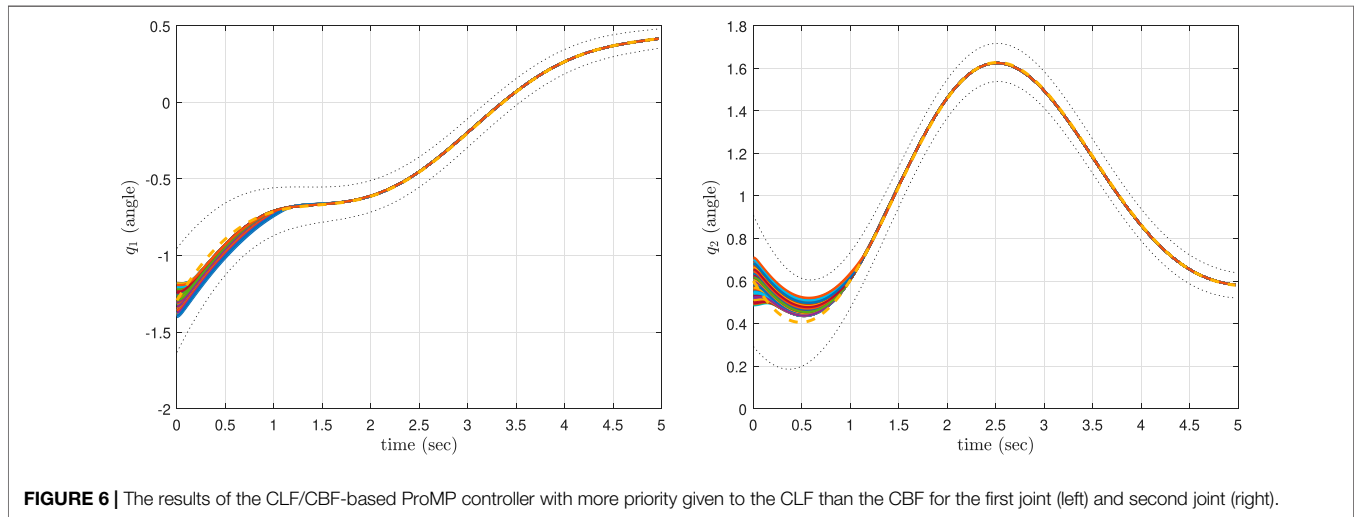 0.5
0
-0.5
-1
-1.5
-2
q1 (angle)
0 0.5 1 1.5 2 2.5 3 3.5 4 4.5 5
time (sec)
1.8
1.6
1.4
1.2
1
0.8
0.6
0.4
0.2
0
q2 (angle)
0 0.5 1 1.5 2 2.5 3 3.5 4 4.5 5
time (sec)
FIGURE 6 | The results of the CLF/CBF-based ProMP controller with more priority given to the CLF than the CBF for the first joint (left) and second joint (right).